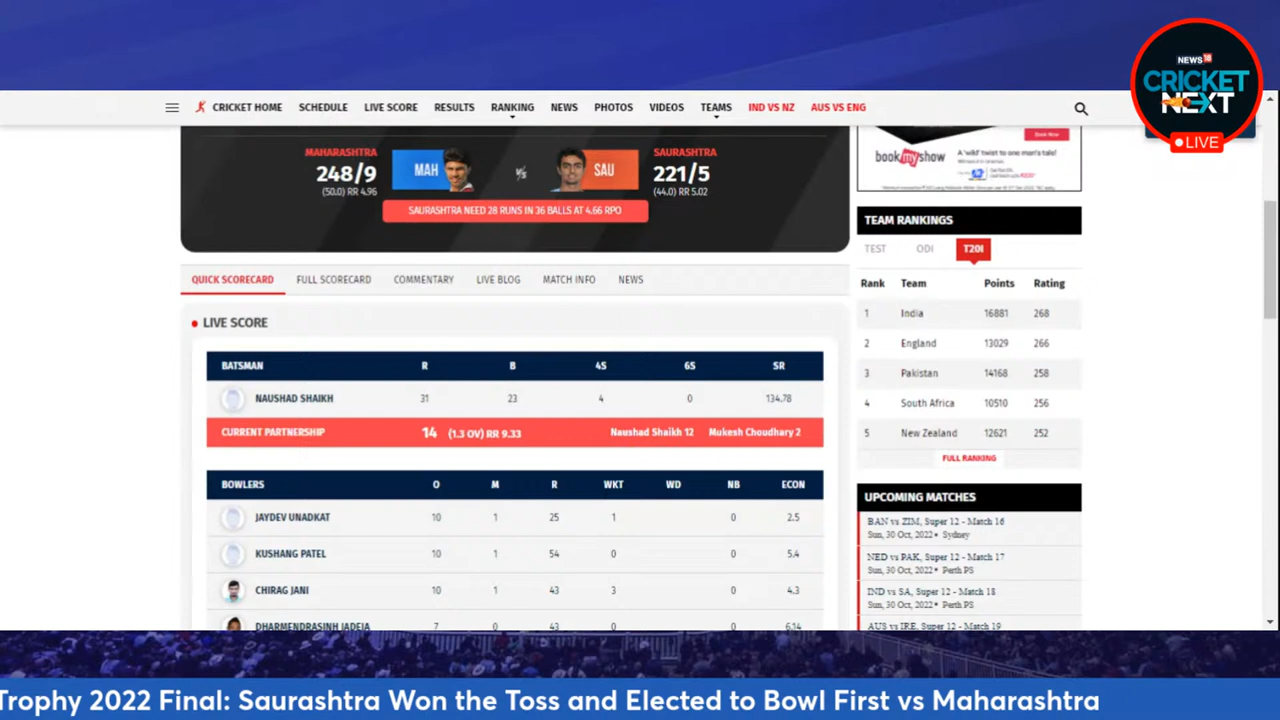 NEWS18
CRICKET
NEXT
LIVE
CRICKET HOME SCHEDULE LIVE SCORE RESULTS RANKING NEWS PHOTOS VIDEOS TEAMS IND VS NZ AUS VS ENG
MAHARASHTRA
248/9
(50.0) RR 4.96
MAH
V/S
SAU
SAURASHTRA
221/5
(44.0) RR 5.02
SAURASHTRA NEED 28 RUNS IN 36 BALLS AT 4.66 RPO
Book Now
bookmyshow
A 'wild' twist to one man's tale!
QUICK SCORECARD FULL SCORECARD COMMENTARY LIVE BLOG MATCH INFO NEWS
LIVE SCORE
BATSMAN R B 4S 6S SR
NAUSHAD SHAIKH 31 23 4 0 134.78
CURRENT PARTNERSHIP 14 (1.3 OV) RR 9.33 Naushad Shaikh 12 Mukesh Choudhary 2
BOWLERS O M R WKT WD NB ECON
JAYDEV UNADKAT 10 1 25 1 0 2.5
KUSHANG PATEL 10 1 54 0 0 5.4
CHIRAG JANI 10 1 43 3 0 4.3
DHARMENDRASINH JADEJA 7 0 43 0 0 6.14
TEAM RANKINGS
TEST ODI T20I
Rank Team Points Rating
1 India 16881 268
2 England 13029 266
3 Pakistan 14168 258
4 South Africa 10510 256
5 New Zealand 12621 252
FULL RANKING
UPCOMING MATCHES
BAN vs ZIM, Super 12 - Match 16
Sun, 30 Oct, 2022• Sydney
NED vs PAK, Super 12 - Match 17
Sun, 30 Oct, 2022• Perth PS
IND vs SA, Super 12 - Match 18
Sun, 30 Oct, 2022• Perth PS
AUS vs IRE, Super 12 - Match 19
Trophy 2022 Final: Saurashtra Won the Toss and Elected to Bowl First vs Maharashtra